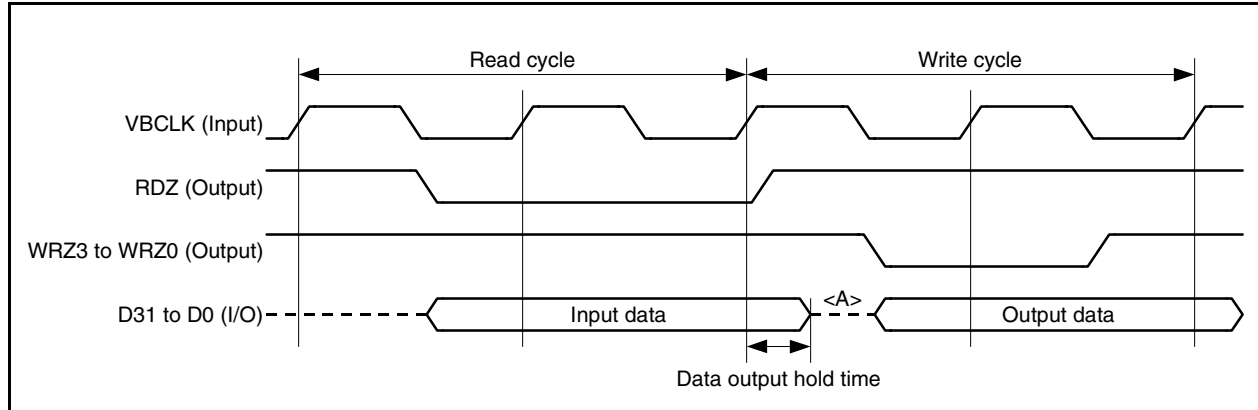 Read cycle
Write cycle
VBCLK (Input)
RDZ (Output)
WRZ3 to WRZ0 (Output)
<A>
D31 to D0 (I/O)
Input data
Output data
Data output hold time